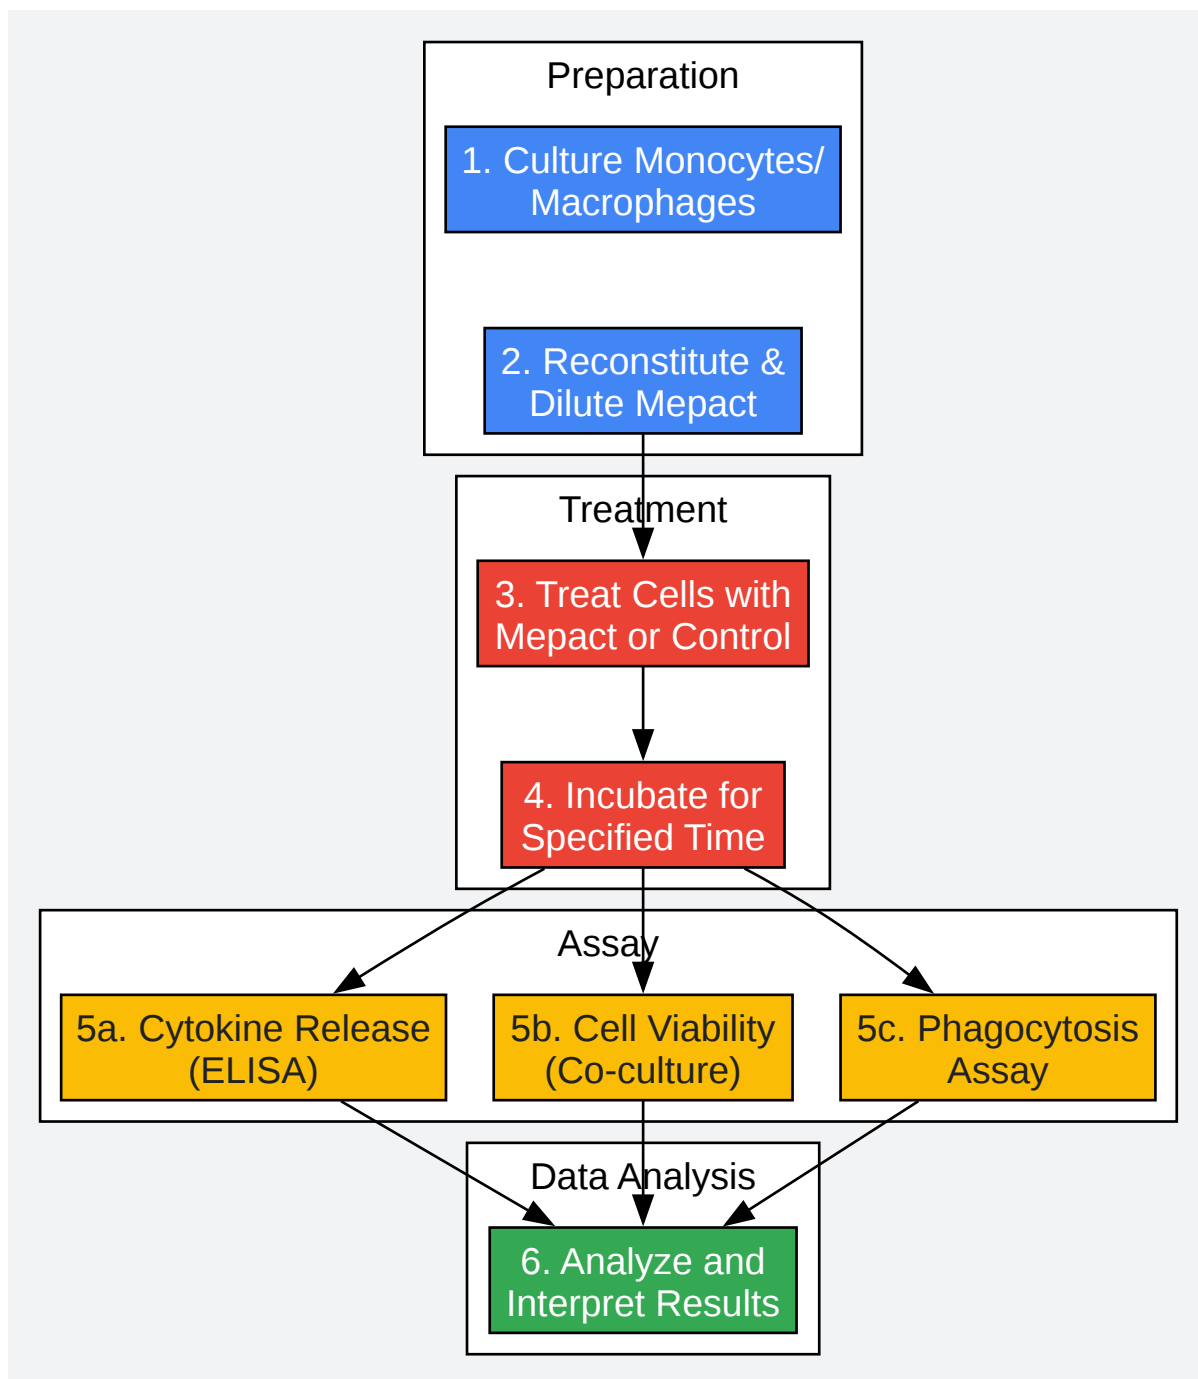 Preparation
1. Culture Monocytes/
Macrophages
2. Reconstitute &
Dilute Mepact
Treatment
3. Treat Cells with
Mepact or Control
4. Incubate for
Specified Time
Assay
5a. Cytokine Release
(ELISA)
5b. Cell Viability
(Co-culture)
5c. Phagocytosis
Assay
Data Analysis
6. Analyze and
Interpret Results